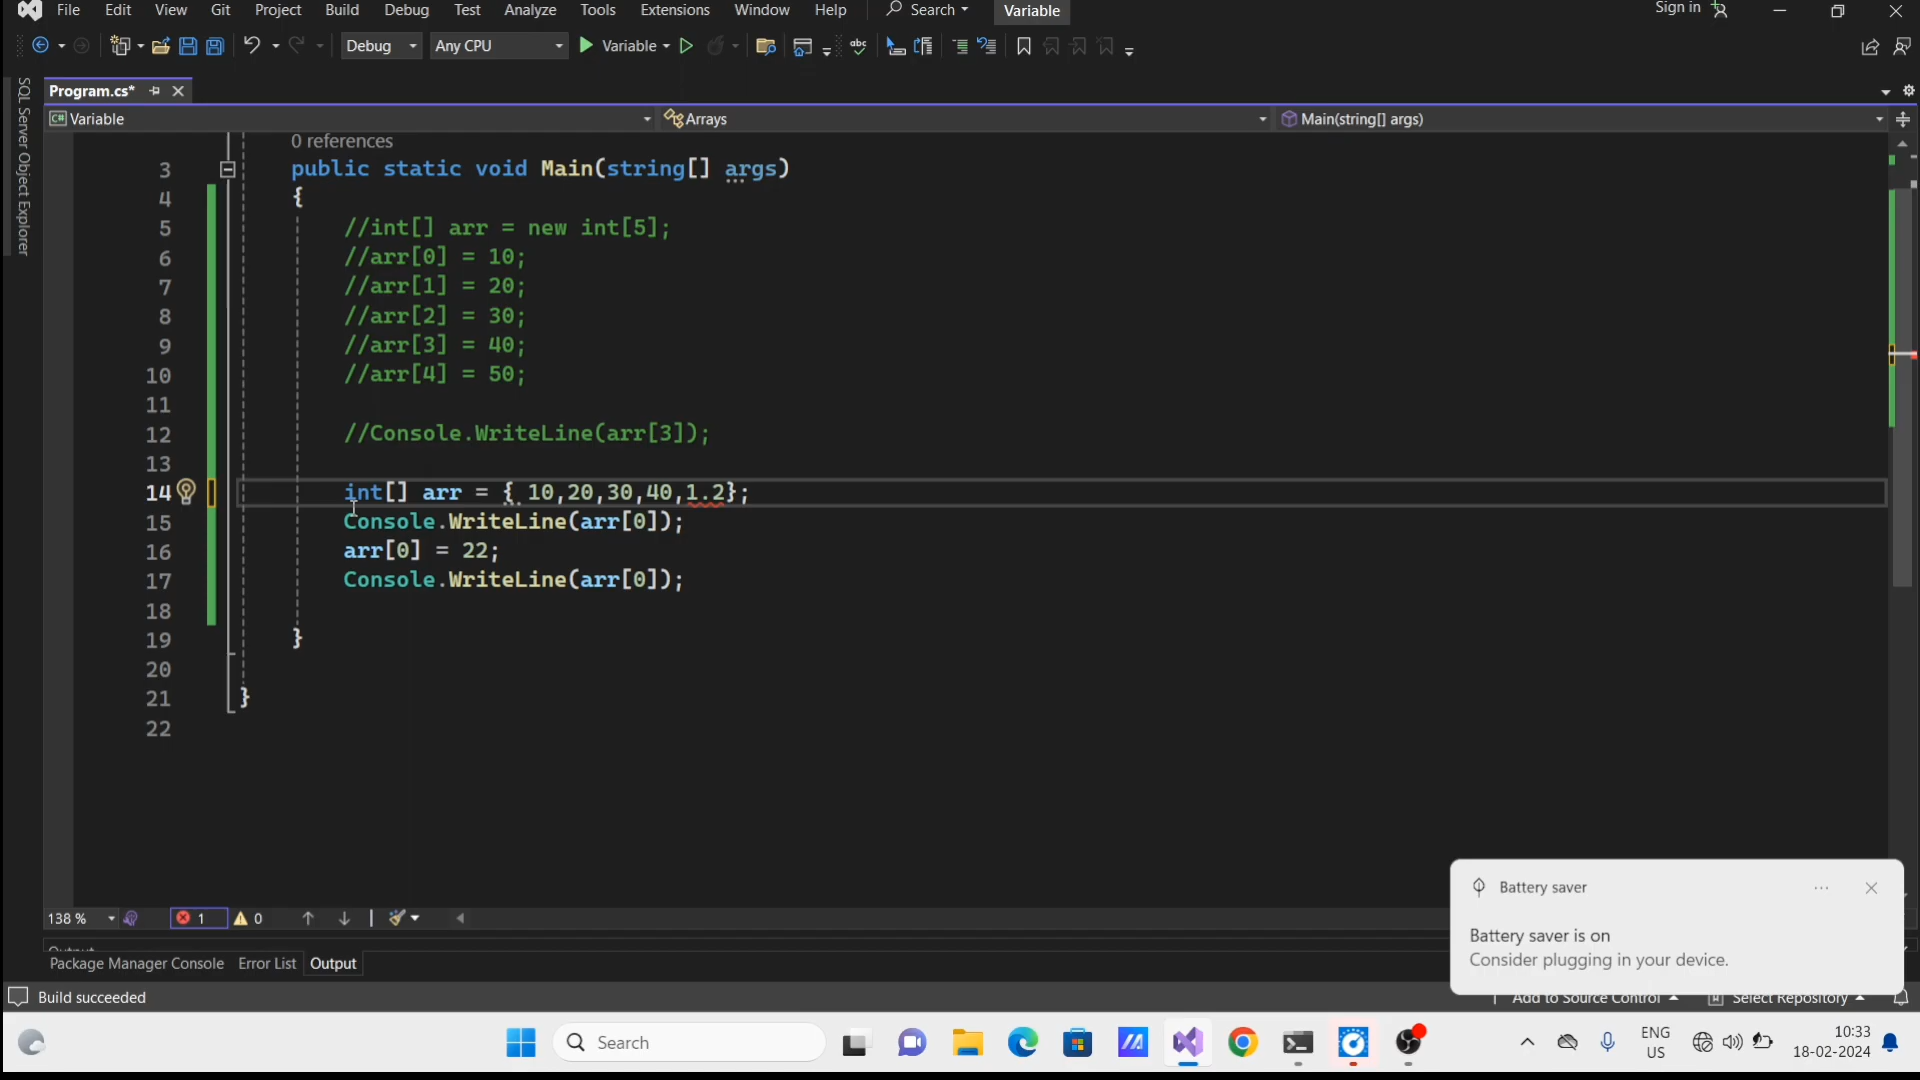 File Edit View Git Project Build Debug Test Analyze Tools Extensions Window Help Search Variable Sign in
Debug Any CPU Variable
SQL Server Object Explorer
Program.cs*
Variable Arrays Main(string[] args)
0 references
3 public static void Main(string[] args)
4 {
5 //int[] arr = new int[5];
6 //arr[0] = 10;
7 //arr[1] = 20;
8 //arr[2] = 30;
9 //arr[3] = 40;
10 //arr[4] = 50;
11
12 //Console.WriteLine(arr[3]);
13
14 int[] arr = { 10,20,30,40,1.2};
15 Console.WriteLine(arr[0]);
16 arr[0] = 22;
17 Console.WriteLine(arr[0]);
18
19 }
20
21 }
22
138 % 1 0
Battery saver
Battery saver is on
Consider plugging in your device.
Output
Package Manager Console Error List Output
Build succeeded Add to Source Control Select Repository
Search ENG 10:33
US 18-02-2024